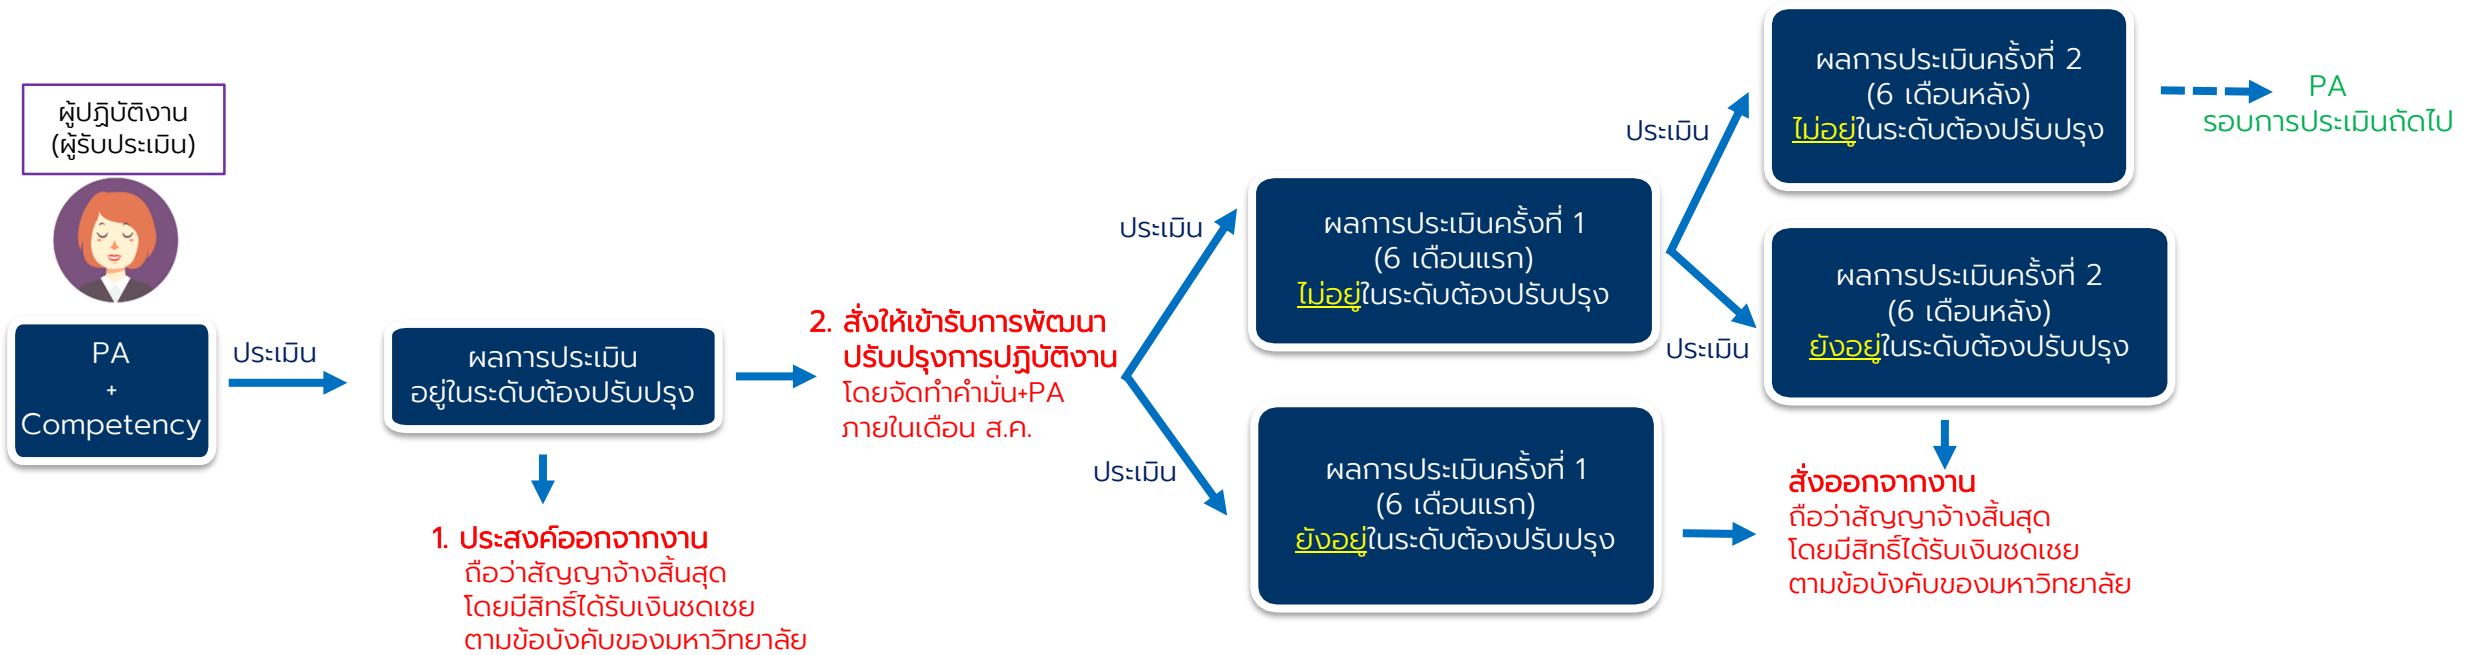 ผู้ปฏิบัติงาน
(ผู้รับประเมิน)
PA
+
Competency
ประเมิน
ผลการประเมิน
อยู่ในระดับต้องปรับปรุง
1. ประสงค์ออกจากงาน
ถือว่าสัญญาจ้างสิ้นสุด
โดยมีสิทธิ์ได้รับเงินชดเชย
ตามข้อบังคับของมหาวิทยาลัย
2. สั่งให้เข้ารับการพัฒนา
ปรับปรุงการปฏิบัติงาน
โดยจัดทำคำมั่น+PA
ภายในเดือน ส.ค.
ประเมิน
ผลการประเมินครั้งที่ 1
(6 เดือนแรก)
ไม่อยู่ในระดับต้องปรับปรุง
ประเมิน
ผลการประเมินครั้งที่ 1
(6 เดือนแรก)
ยังอยู่ในระดับต้องปรับปรุง
ประเมิน
ผลการประเมินครั้งที่ 2
(6 เดือนหลัง)
ไม่อยู่ในระดับต้องปรับปรุง
PA
รอบการประเมินถัดไป
ประเมิน
ผลการประเมินครั้งที่ 2
(6 เดือนหลัง)
ยังอยู่ในระดับต้องปรับปรุง
สั่งออกจากงาน
ถือว่าสัญญาจ้างสิ้นสุด
โดยมีสิทธิ์ได้รับเงินชดเชย
ตามข้อบังคับของมหาวิทยาลัย